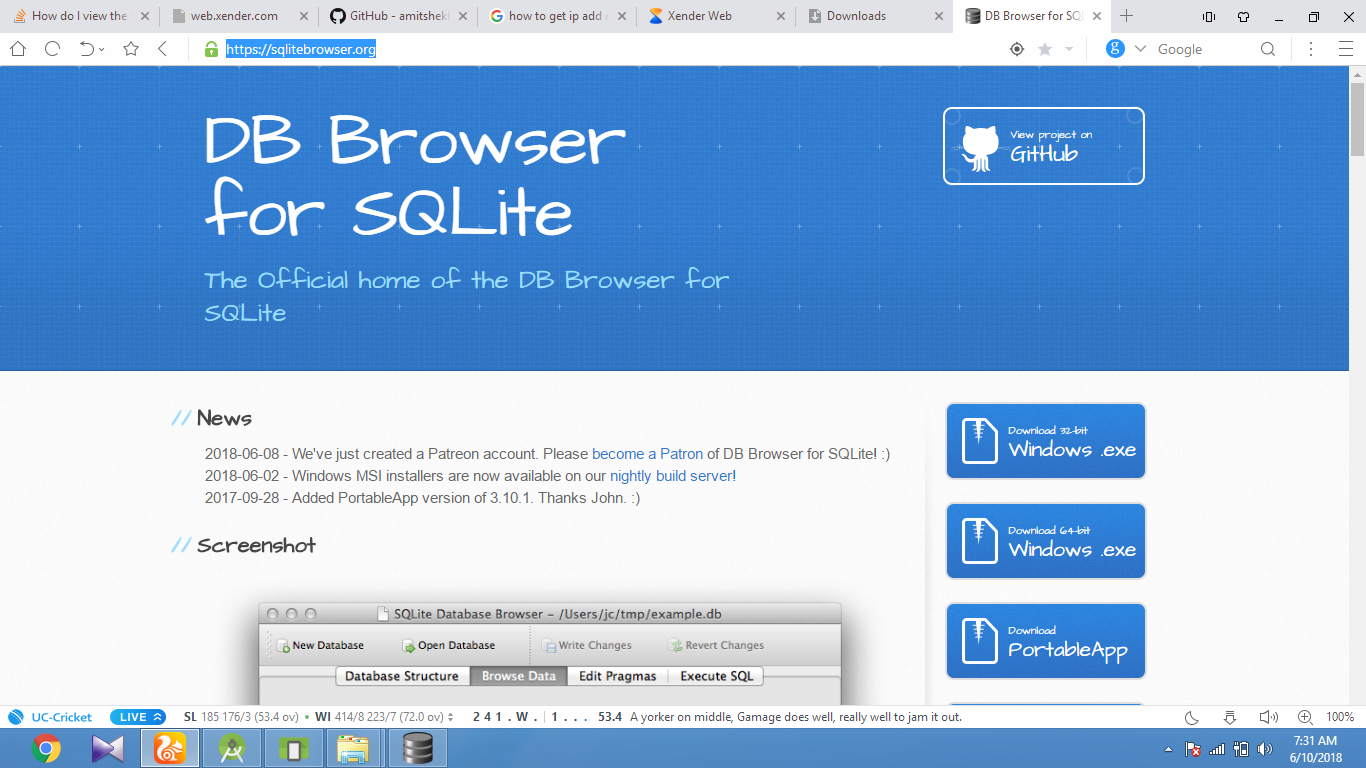 How do I view the
web.xender.com
GitHub - amitshekh
how to get ip add
Xender Web
Downloads
DB Browser for SQL
https://sqlitebrowser.org
Google
DB Browser
for SQLite
The Official home of the DB Browser for
SQLite
View project on
GitHub
// News
2018-06-08 - We've just created a Patreon account. Please become a Patron of DB Browser for SQLite! :)
2018-06-02 - Windows MSI installers are now available on our nightly build server!
2017-09-28 - Added PortableApp version of 3.10.1. Thanks John. :)
// Screenshot
SQLite Database Browser – /Users/jc/tmp/example.db
New Database Open Database Write Changes Revert Changes
Database Structure Browse Data Edit Pragmas Execute SQL
Download 32-bit
Windows .exe
Download 64-bit
Windows .exe
Download
PortableApp
UC-Cricket LIVE SL 185 176/3 (53.4 ov) • WI 414/8 223/7 (72.0 ov) 2 4 1 . W . | 1 . . . 53.4 A yorker on middle, Gamage does well, really well to jam it out. 100%
7:31 AM
6/10/2018